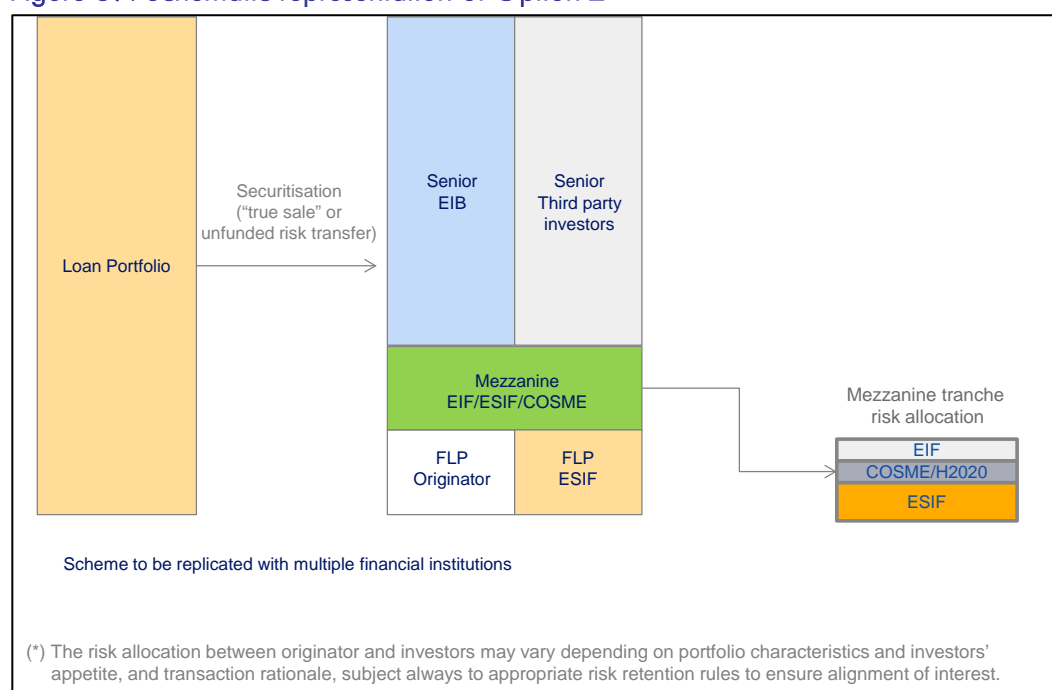 Securitisation
("true sale" or
unfunded risk transfer)
Loan Portfolio
Senior
EIB
Senior
Third party
investors
Mezzanine
EIF/ESIF/COSME
FLP
Originator
FLP
ESIF
Mezzanine tranche
risk allocation
EIF
COSME/H2020
ESIF
Scheme to be replicated with multiple financial institutions
(*) The risk allocation between originator and investors may vary depending on portfolio characteristics and investors’
appetite, and transaction rationale, subject always to appropriate risk retention rules to ensure alignment of interest.